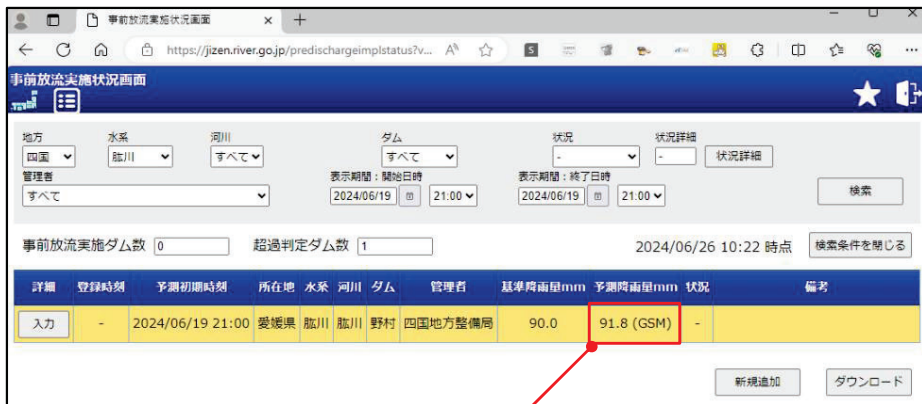 事前放流実施状況画面
https://jizen.river.go.jp/predischargeimplstatus?v...
事前放流実施状況画面
地方 水系 河川 ダム 状況 状況詳細
四国 肱川 すべて すべて - - 状況詳細
管理者 表示期間：開始日時 表示期間：終了日時
すべて 2024/06/19 21:00 2024/06/19 21:00 検索
事前放流実施ダム数 0 超過判定ダム数 1 2024/06/26 10:22 時点 検索条件を閉じる
詳細 登録時刻 予測初期時刻 所在地 水系 河川 ダム 管理者 基準降雨量mm 予測降雨量mm 状況 備考
入力 - 2024/06/19 21:00 愛媛県 肱川 肱川 野村 四国地方整備局 90.0 91.8 (GSM) -
新規追加 ダウンロード